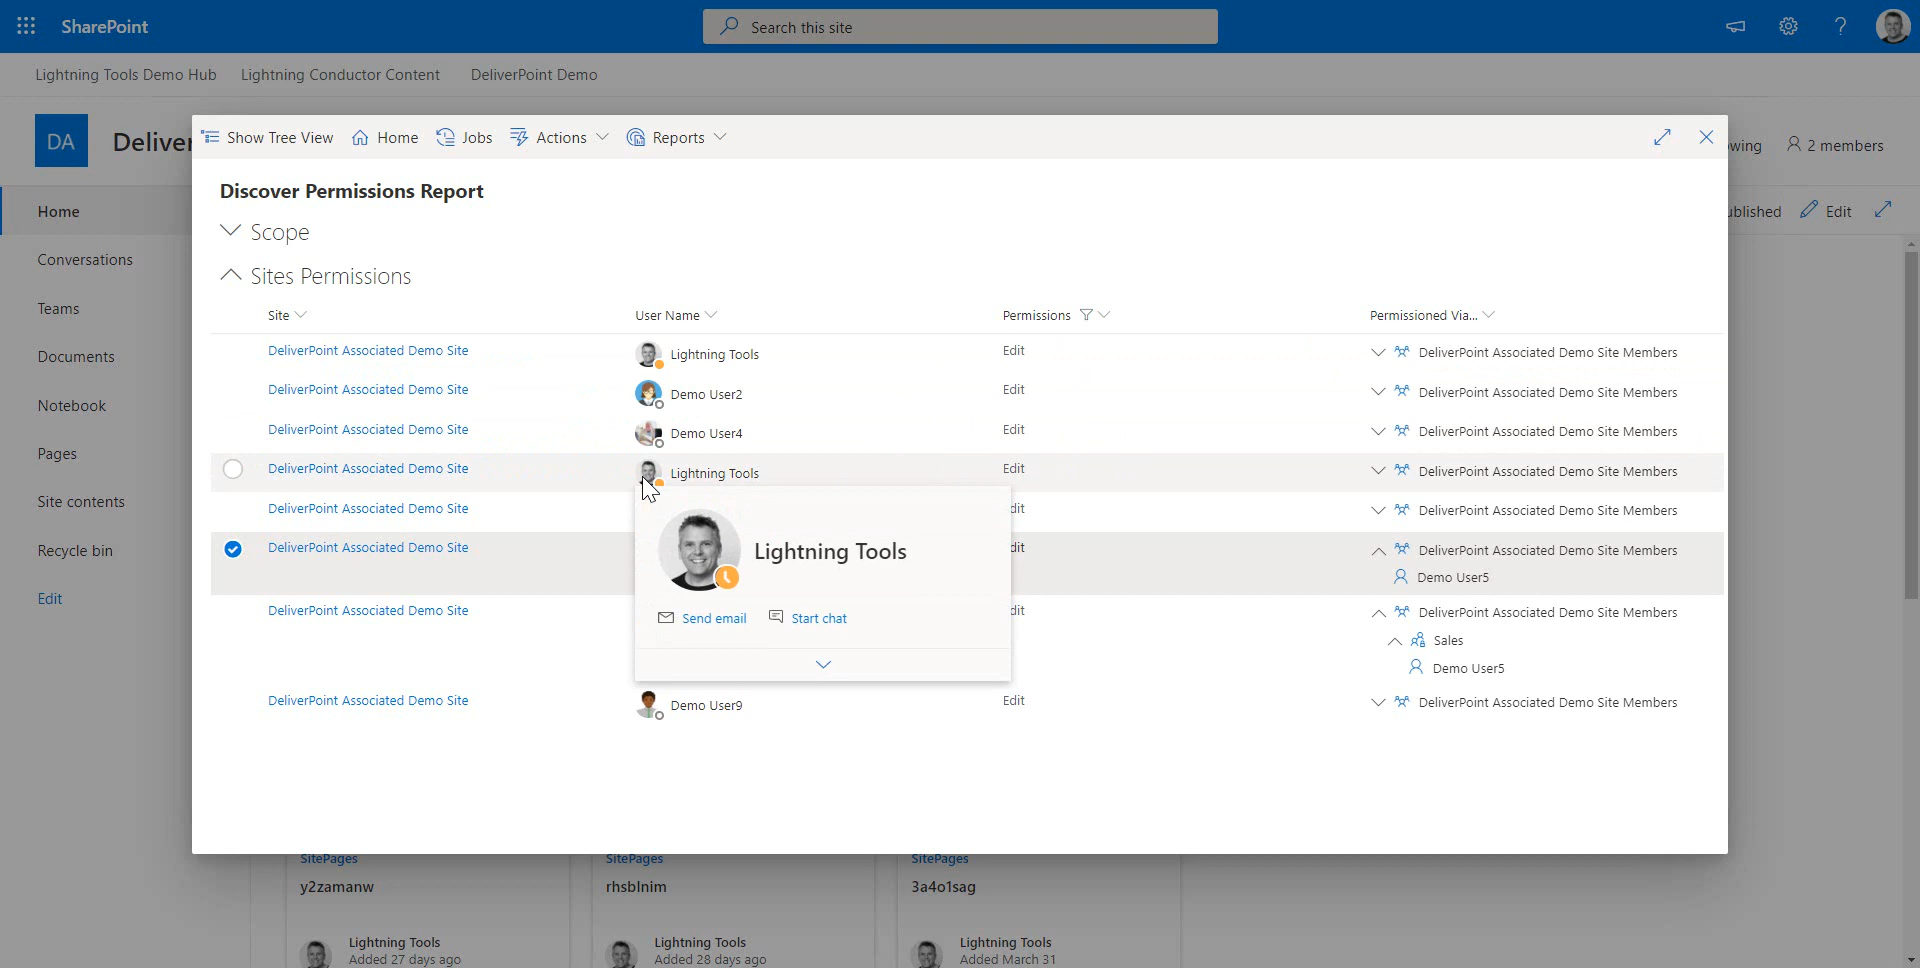 SharePoint
Search this site
Lightning Tools Demo Hub
Lightning Conductor Content
DeliverPoint Demo
DA
Deliver
wing
2 members
Show Tree View
Home
Jobs
Actions
Reports
Discover Permissions Report
Scope
Sites Permissions
Home
Conversations
Teams
Documents
Notebook
Pages
Site contents
Recycle bin
Edit
ublished
Edit
Site
User Name
Permissions
Permissioned Via...
DeliverPoint Associated Demo Site
Lightning Tools
Edit
DeliverPoint Associated Demo Site Members
DeliverPoint Associated Demo Site
Demo User2
Edit
DeliverPoint Associated Demo Site Members
DeliverPoint Associated Demo Site
Demo User4
Edit
DeliverPoint Associated Demo Site Members
DeliverPoint Associated Demo Site
Lightning Tools
Edit
DeliverPoint Associated Demo Site Members
DeliverPoint Associated Demo Site
dit
DeliverPoint Associated Demo Site Members
DeliverPoint Associated Demo Site
dit
DeliverPoint Associated Demo Site Members
Demo User5
DeliverPoint Associated Demo Site
dit
DeliverPoint Associated Demo Site Members
Sales
Demo User5
Lightning Tools
Send email
Start chat
DeliverPoint Associated Demo Site
Demo User9
Edit
DeliverPoint Associated Demo Site Members
SitePages
y2zamanw
Lightning Tools
Added 27 days ago
SitePages
rhsblnim
Lightning Tools
Added 28 days ago
SitePages
3a4o1sag
Lightning Tools
Added March 31